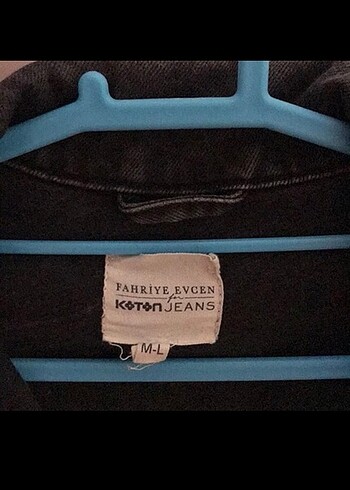 FAHRİYE EVCEN
for
KOTON JEANS
M-L